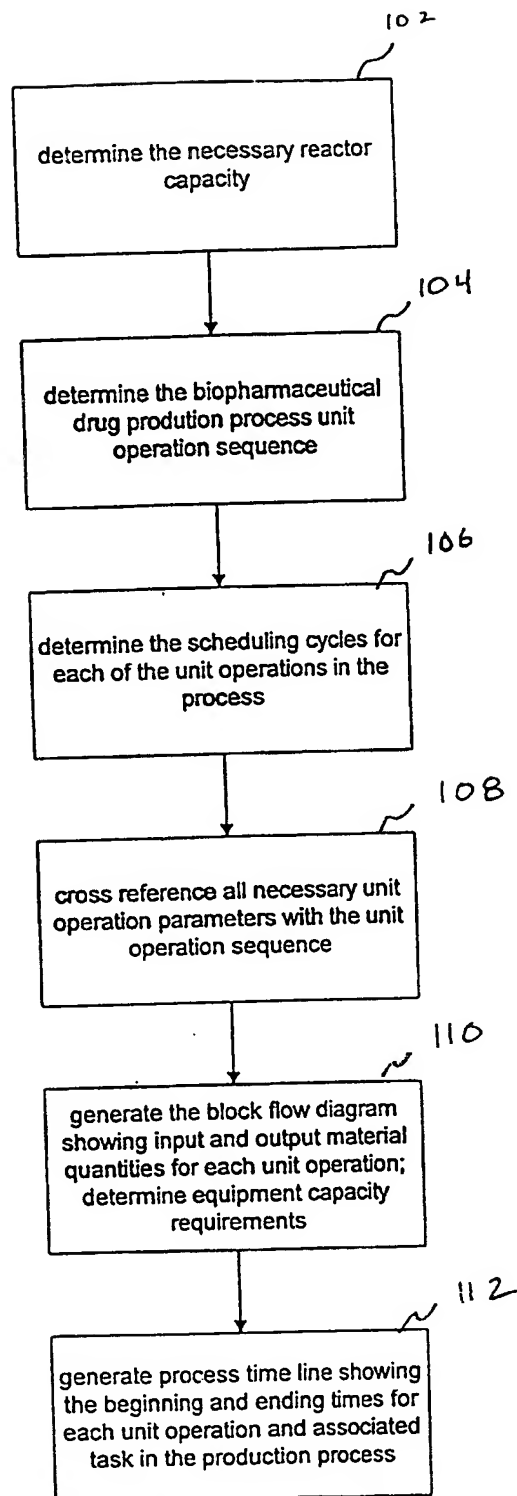 102
determine the necessary reactor
capacity
104
determine the biopharmaceutical
drug prodution process unit
operation sequence
106
determine the scheduling cycles for
each of the unit operations in the
process
108
cross reference all necessary unit
operation parameters with the unit
operation sequence
110
generate the block flow diagram
showing input and output material
quantities for each unit operation;
determine equipment capacity
requirements
112
generate process time line showing
the beginning and ending times for
each unit operation and associated
task in the production process